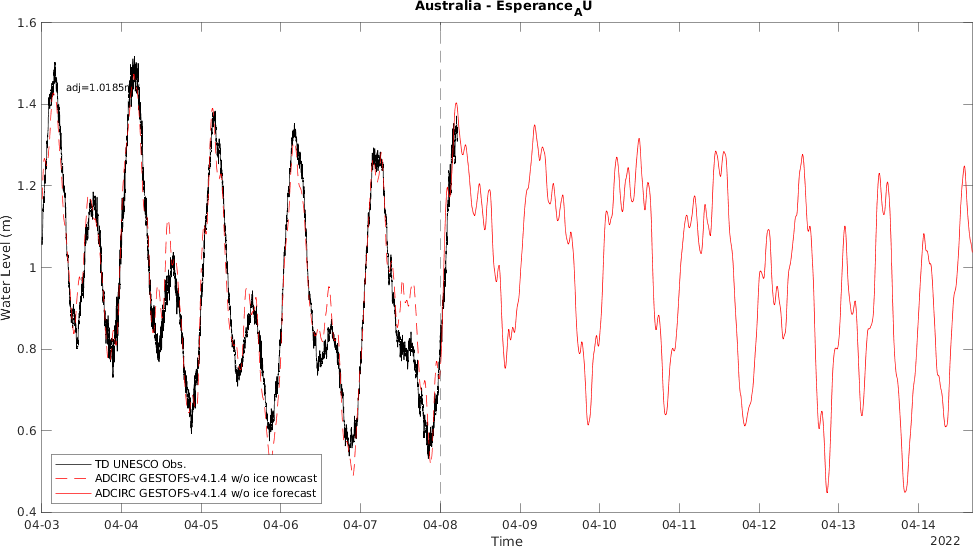 Australia - Esperance_AU
1.6
1.4
1.2
1
0.8
0.6
0.4
Water Level (m)
adj=1.0185m
TD UNESCO Obs.
ADCIRC GESTOFS-v4.1.4 w/o ice nowcast
ADCIRC GESTOFS-v4.1.4 w/o ice forecast
04-03 04-04 04-05 04-06 04-07 04-08 04-09 04-10 04-11 04-12 04-13 04-14
Time
2022